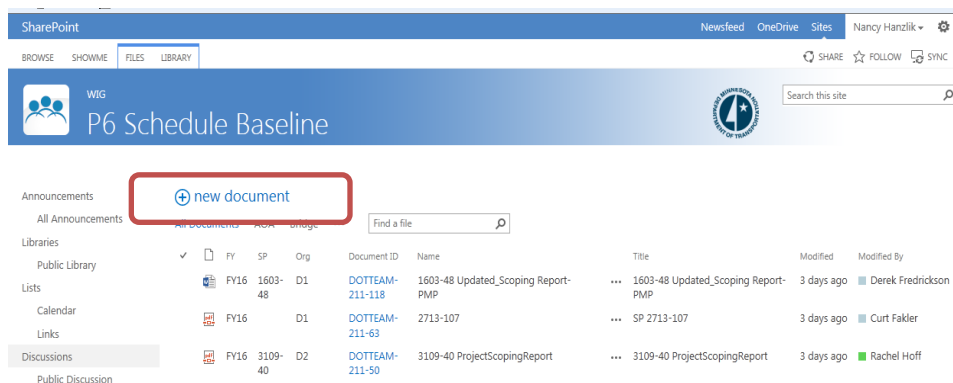 SharePoint Newsfeed OneDrive Sites Nancy Hanzlik
BROWSE SHOWME FILES LIBRARY SHARE FOLLOW SYNC
WIG
P6 Schedule Baseline
MINNESOTA DEPARTMENT OF TRANSPORTATION
Search this site
Announcements
All Announcements
Libraries
Public Library
Lists
Calendar
Links
Discussions
Public Discussion
new document
All Documents Bridge Find a file
FY SP Org Document ID Name Title Modified Modified By
FY16 1603- D1 DOTTEAM- 1603-48 Updated_Scoping Report- ... 1603-48 Updated_Scoping Report- 3 days ago Derek Fredrickson
48 211-118 PMP PMP
FY16 D1 DOTTEAM- 2713-107 ... SP 2713-107 3 days ago Curt Fakler
211-63
FY16 3109- D2 DOTTEAM- 3109-40 ProjectScopingReport ... 3109-40 ProjectScopingReport 3 days ago Rachel Hoff
40 211-50